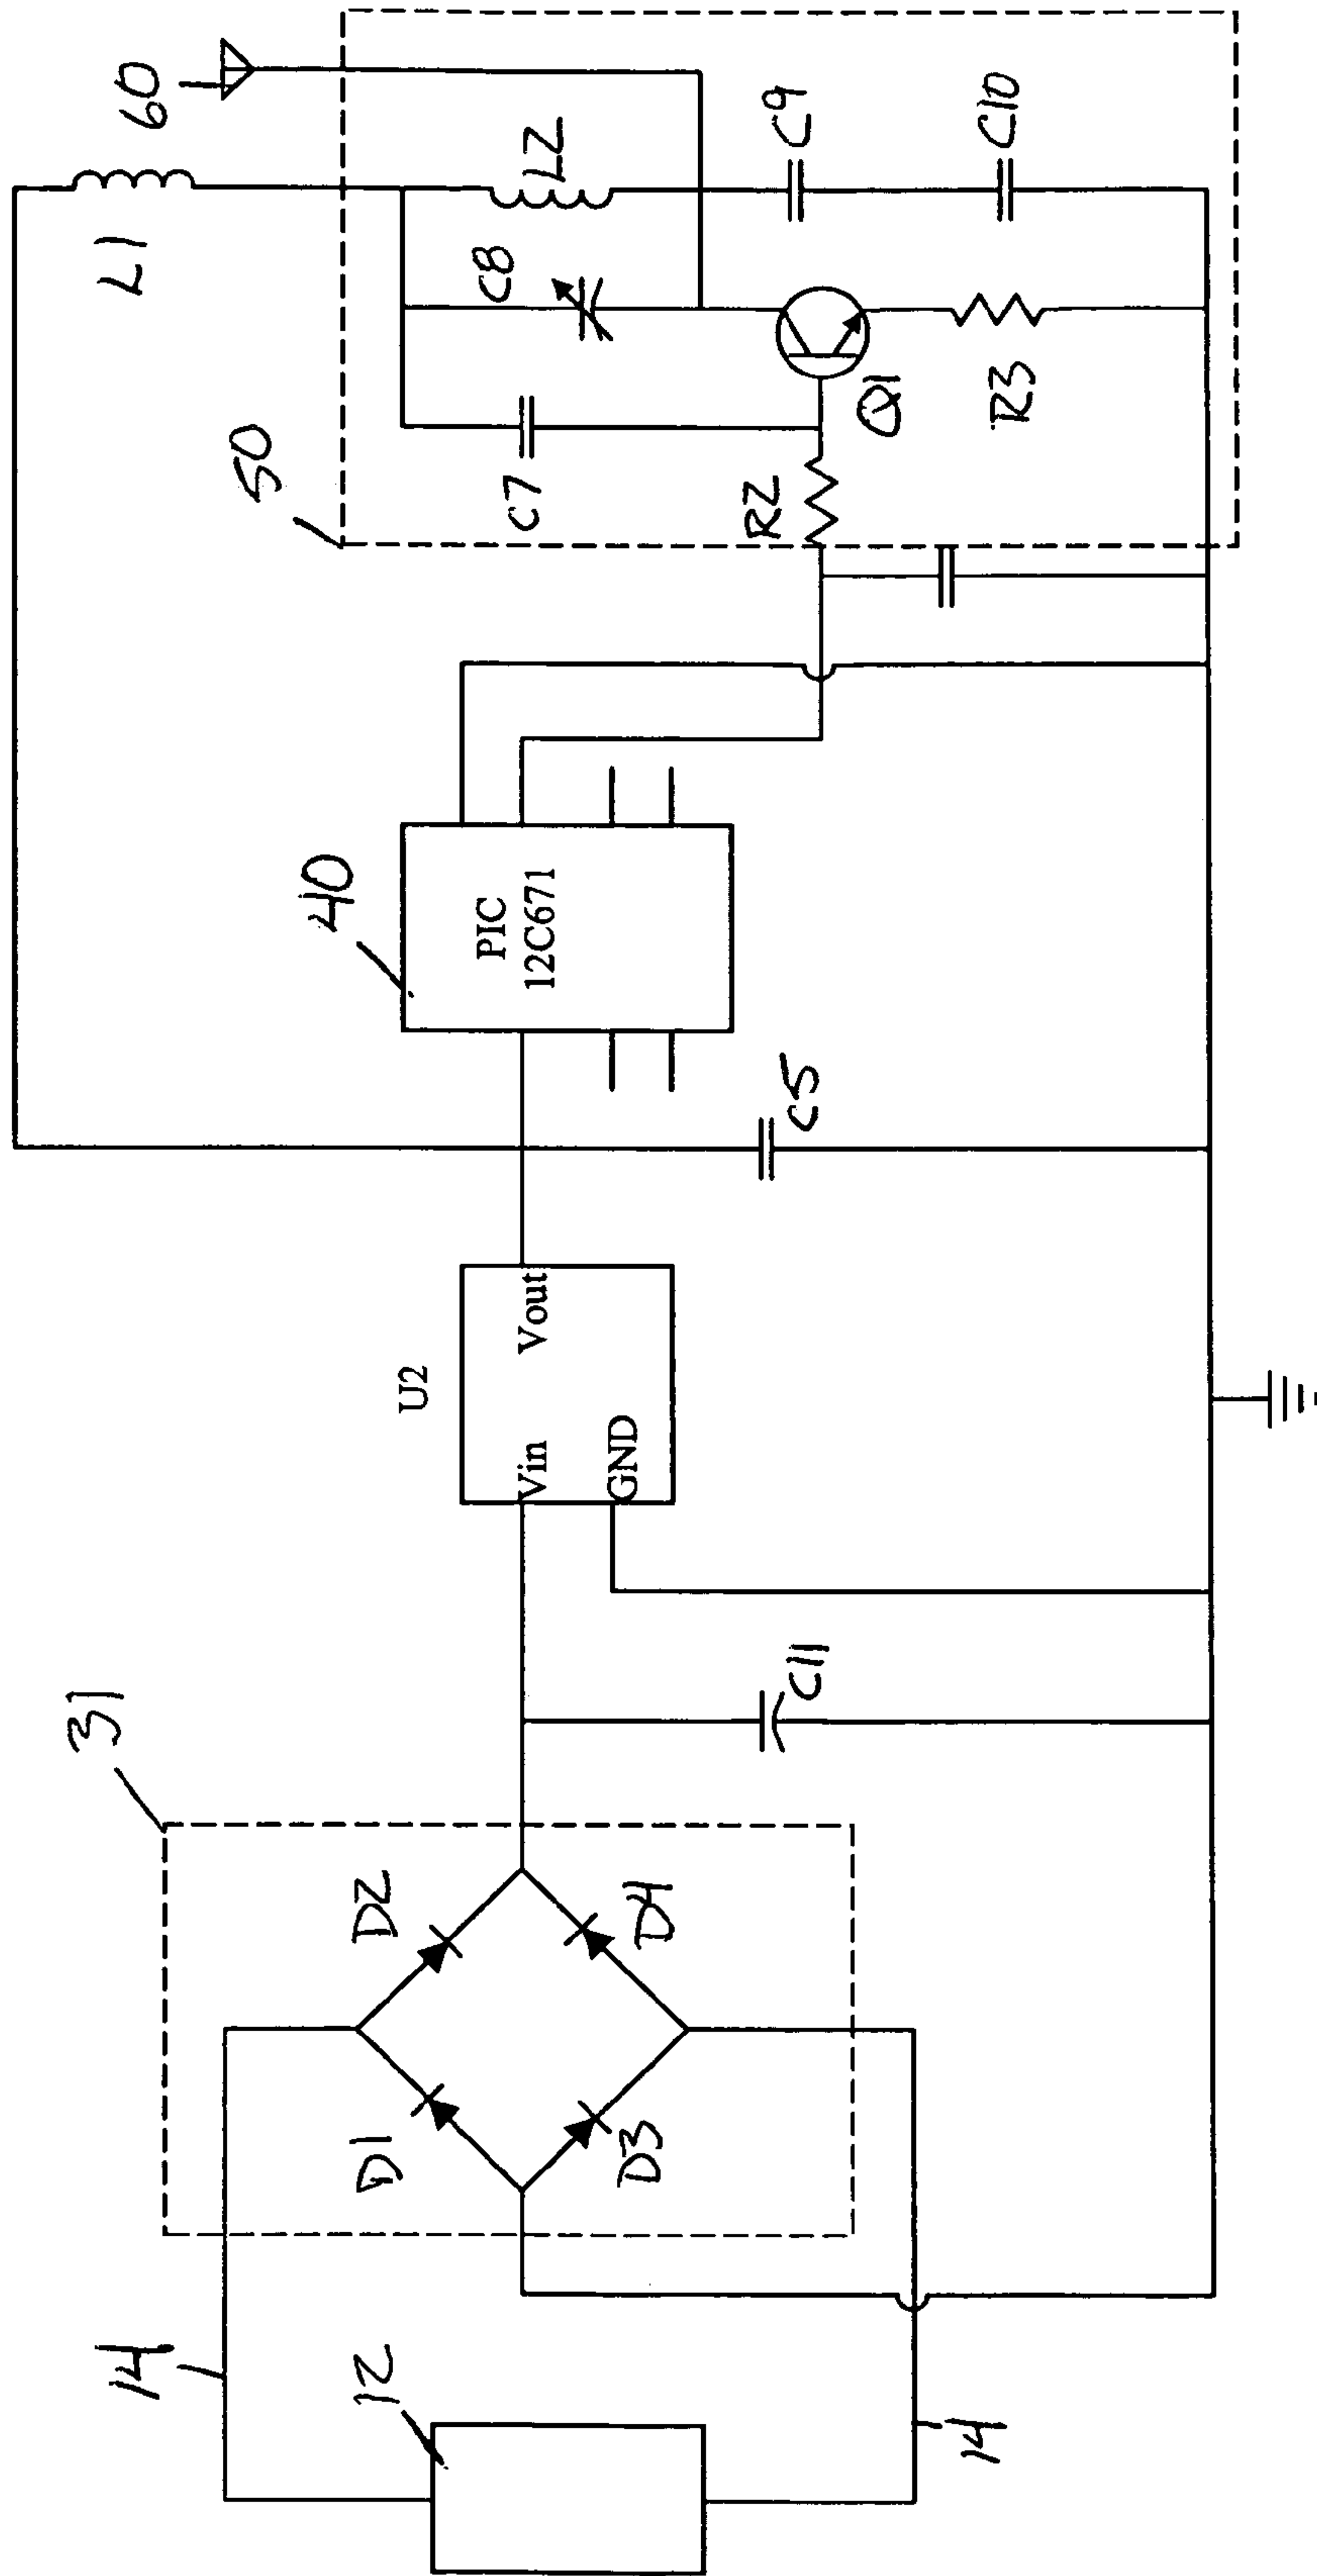 14
12
14
31
D1
D2
D3
D4
C11
U2
Vin
Vout
GND
C5
40
PIC
12C671
50
C7
R2
C8
Q1
R3
L1
60
L2
C9
C10